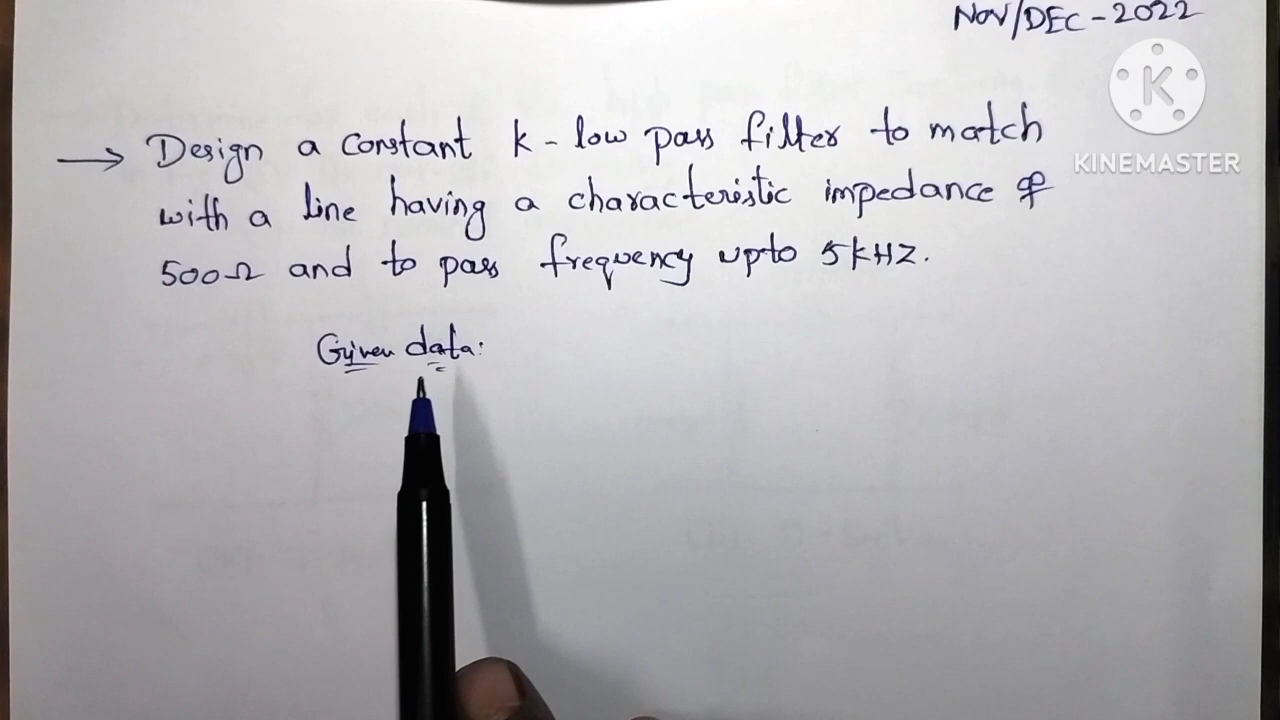 NOV/DEC - 2022
K
KINEMASTER
→ Design a constant k - low pass filter to match
with a line having a characteristic impedance of
500Ω and to pass frequency upto 5kHZ.
Given data: